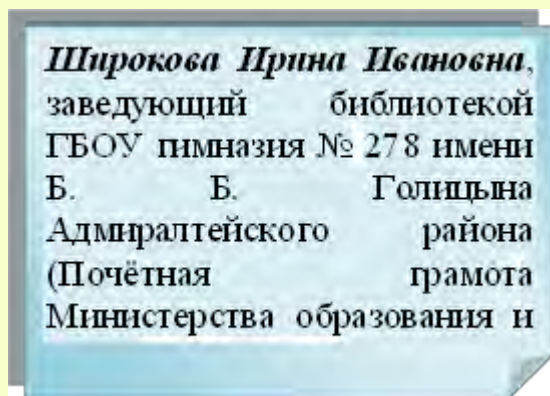 Широкова Ирина Ивановна,
заведующий библиотекой
ГБОУ гимназия № 278 имени
Б. Б. Голицына
Адмиралтейского района
(Почётная грамота
Министерства образования и